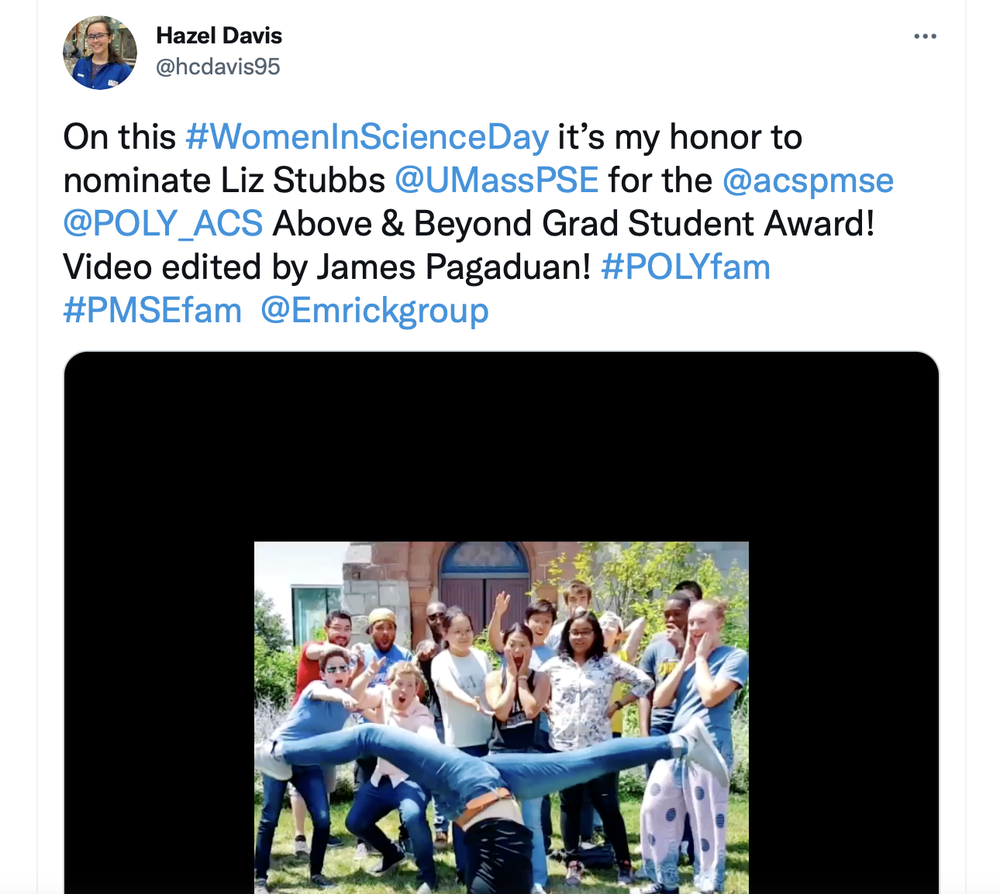 Hazel Davis
@hcdavis95
On this #WomenInScienceDay it’s my honor to
nominate Liz Stubbs @UMassPSE for the @acspmse
@POLY_ACS Above & Beyond Grad Student Award!
Video edited by James Pagaduan! #POLYfam
#PMSEfam @Emrickgroup